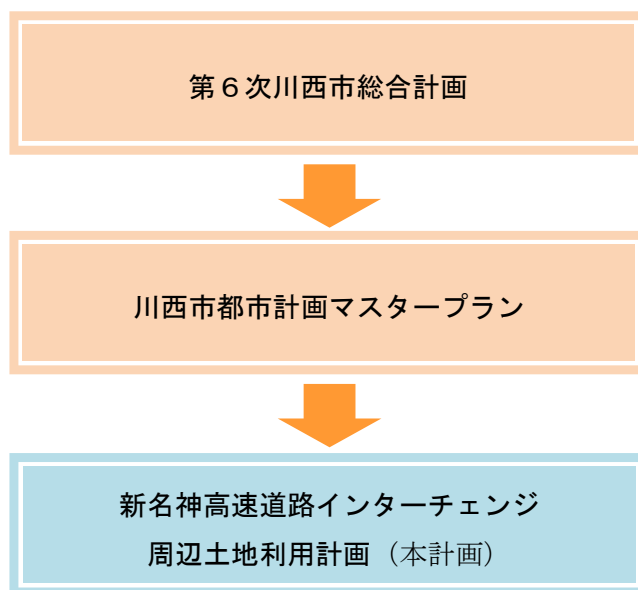 第６次川西市総合計画
川西市都市計画マスタープラン
新名神高速道路インターチェンジ
周辺土地利用計画（本計画）